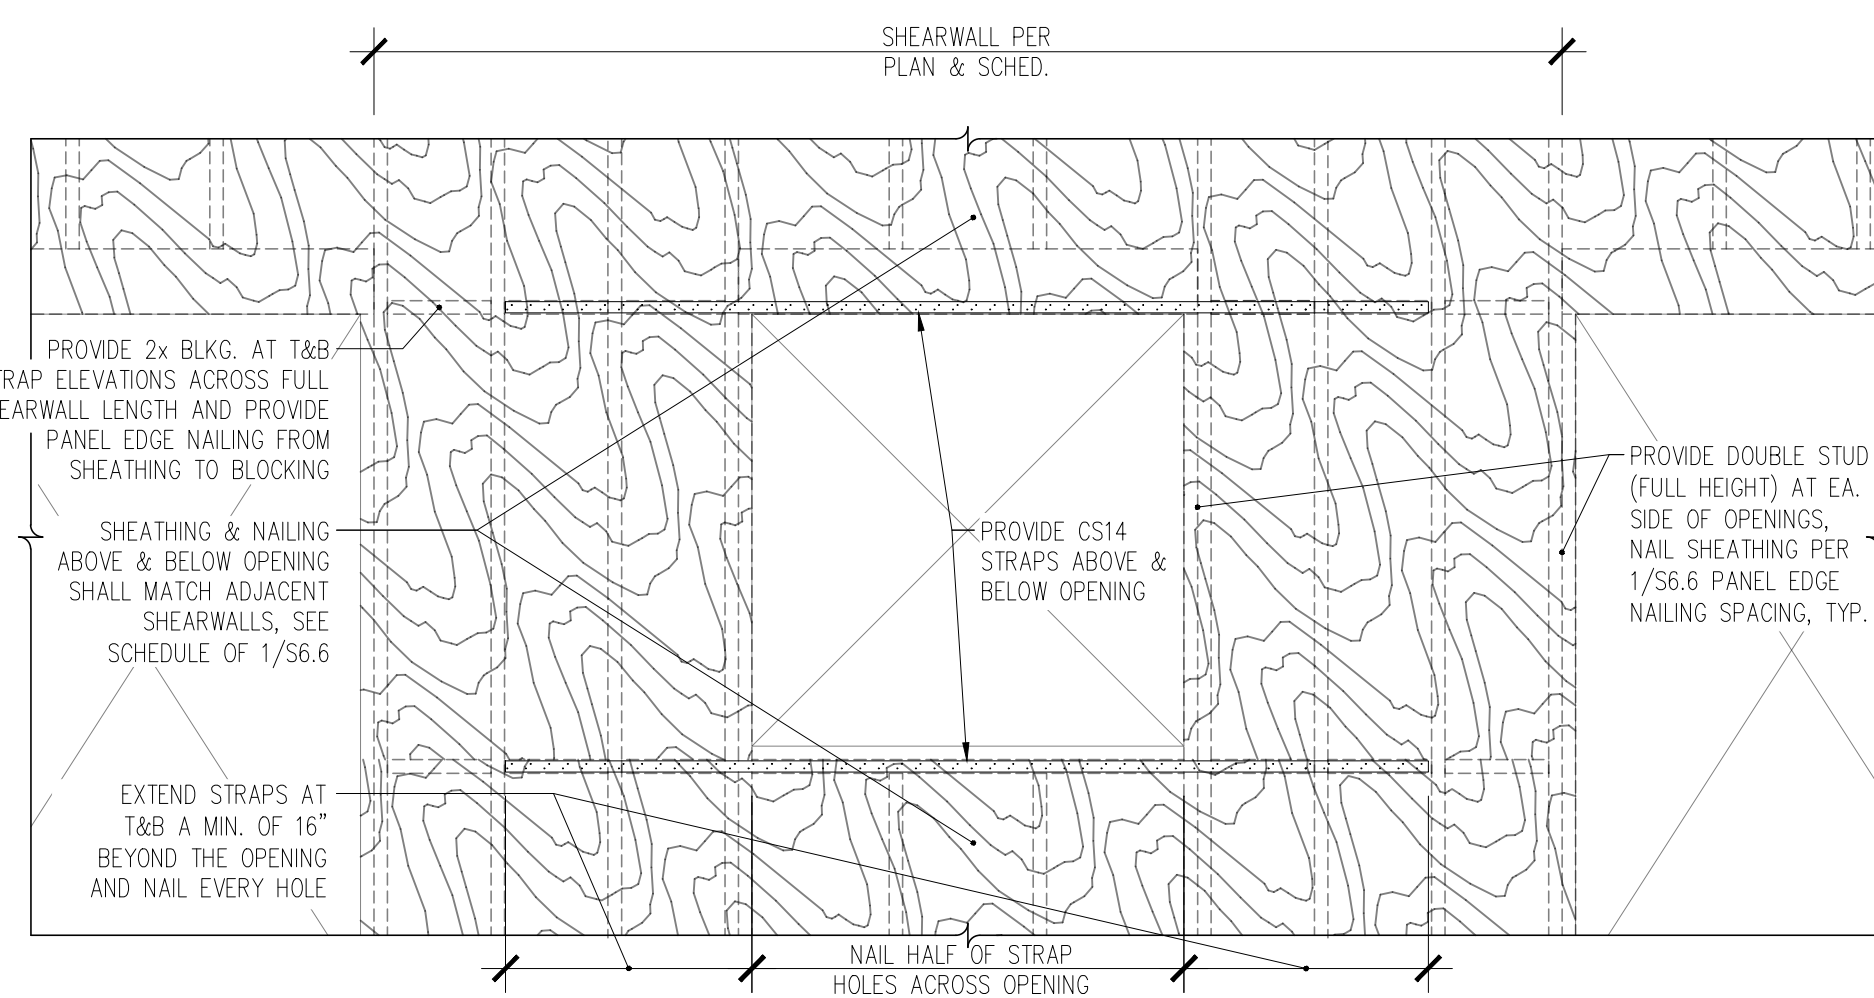 SHEARWALL PER
PLAN & SCHED.
PROVIDE 2x BLKG. AT T&B
TRAP ELEVATIONS ACROSS FULL
EARWALL LENGTH AND PROVIDE
PANEL EDGE NAILING FROM
SHEATHING TO BLOCKING
SHEATHING & NAILING
ABOVE & BELOW OPENING
SHALL MATCH ADJACENT
SHEARWALLS, SEE
SCHEDULE OF 1/S6.6
EXTEND STRAPS AT
T&B A MIN. OF 16”
BEYOND THE OPENING
AND NAIL EVERY HOLE
PROVIDE CS14
STRAPS ABOVE &
BELOW OPENING
PROVIDE DOUBLE STUD
(FULL HEIGHT) AT EA.
SIDE OF OPENINGS,
NAIL SHEATHING PER
1/S6.6 PANEL EDGE
NAILING SPACING, TYP.
NAIL HALF OF STRAP
HOLES ACROSS OPENING